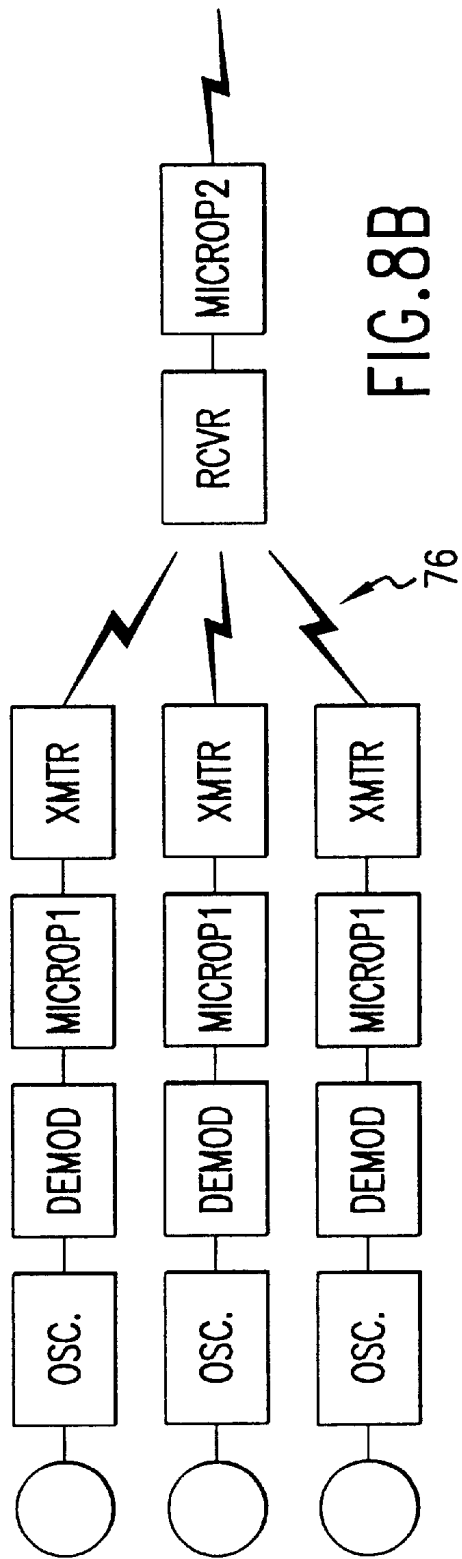 OSC. DEMOD MICROP1 XMTR
OSC. DEMOD MICROP1 XMTR
OSC. DEMOD MICROP1 XMTR
76
RCVR MICROP2
FIG.8B